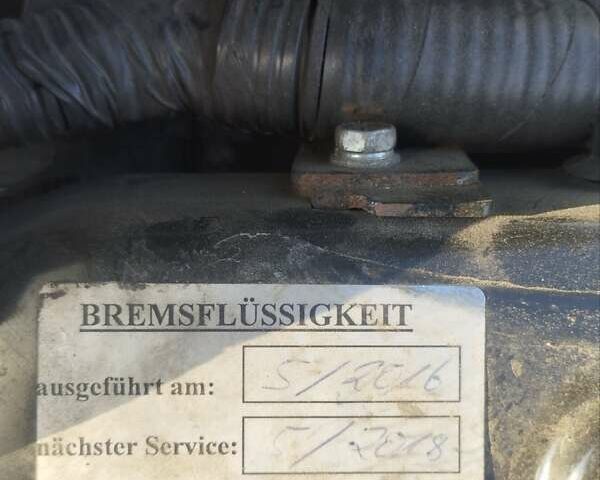 BREMSFLÜSSIGKEIT
ausgeführt am: 5/2016
nächster Service: 5/2018